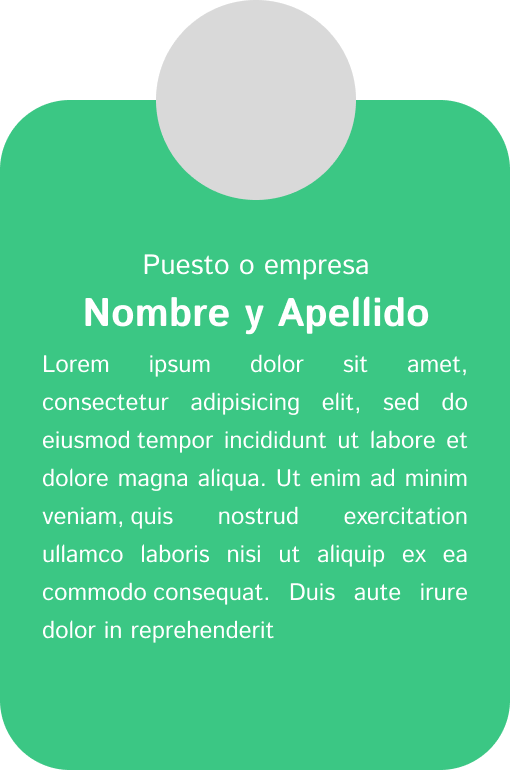 Puesto o empresa
Nombre y Apellido
Lorem ipsum dolor sit amet,
consectetur adipisicing elit, sed do
eiusmod tempor incididunt ut labore et
dolore magna aliqua. Ut enim ad minim
veniam, quis nostrud exercitation
ullamco laboris nisi ut aliquip ex ea
commodo consequat. Duis aute irure
dolor in reprehenderit